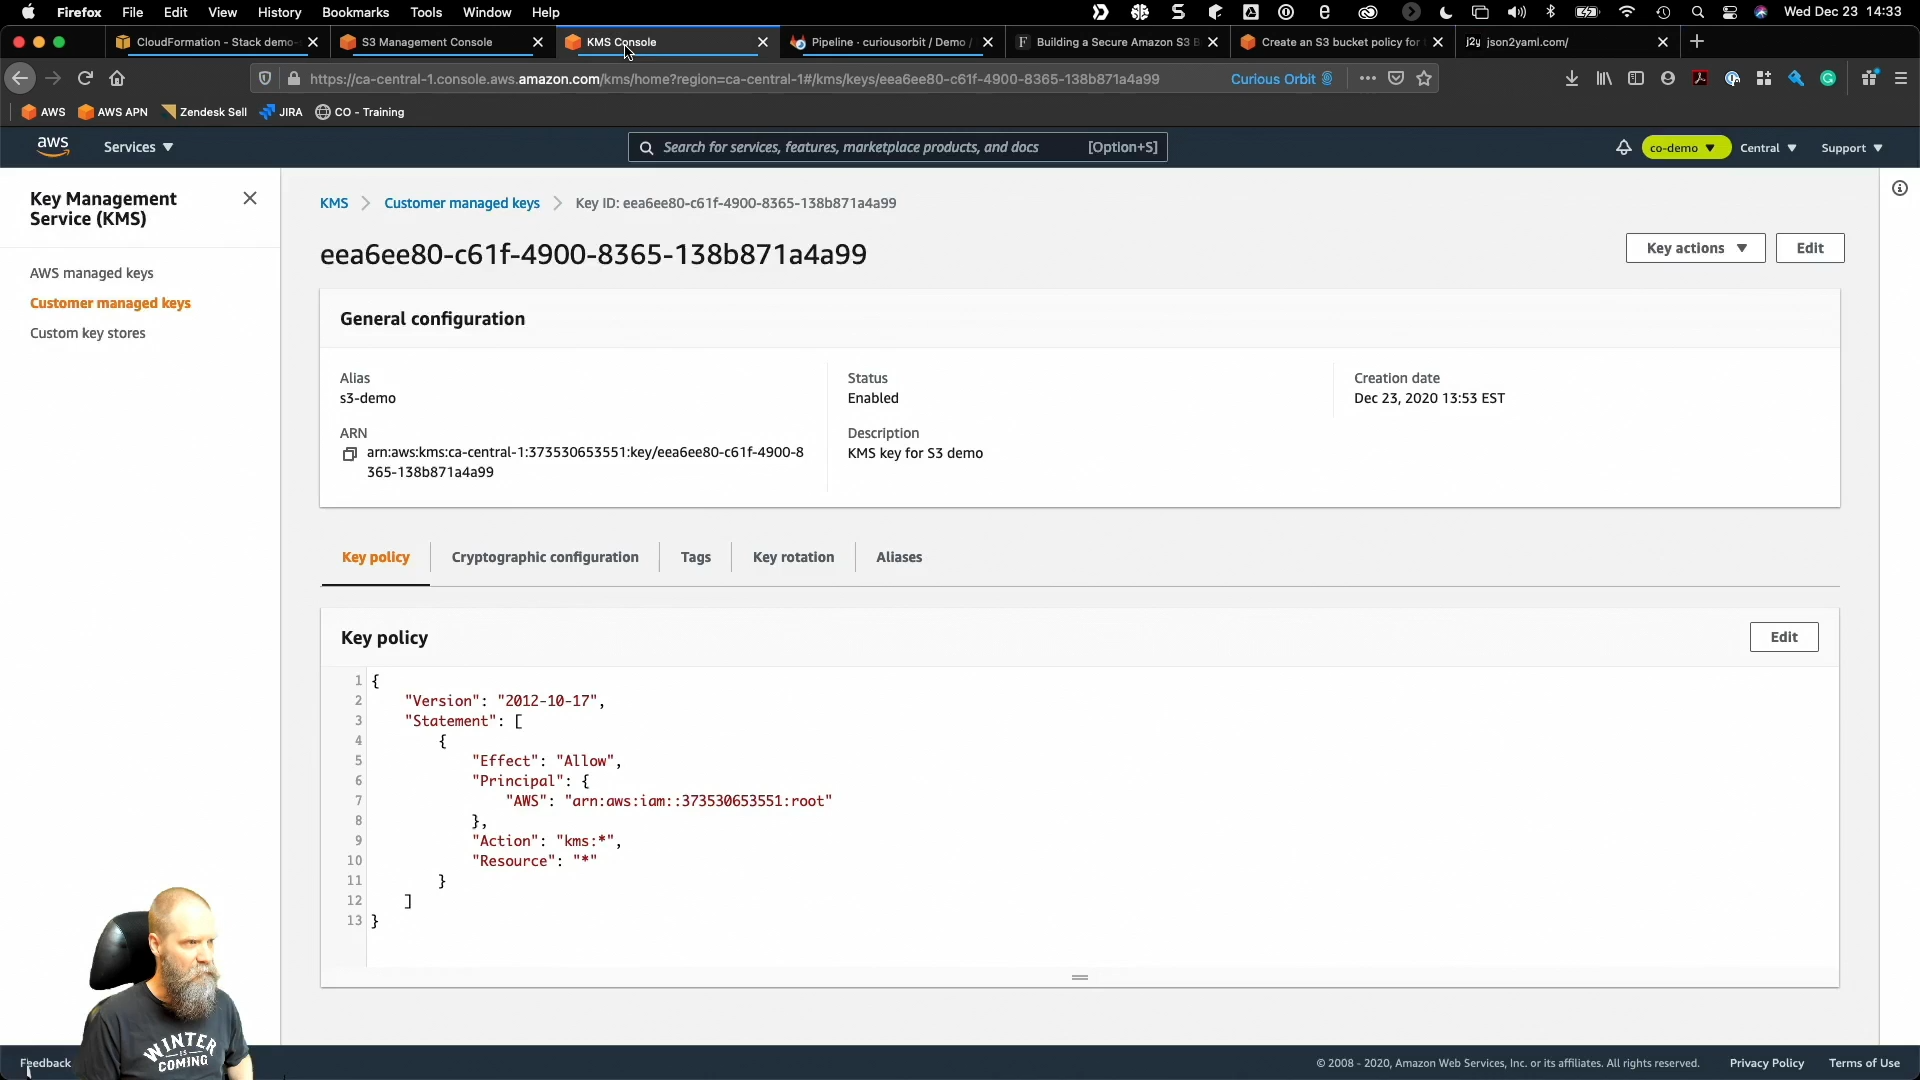 Firefox File Edit View History Bookmarks Tools Window Help Wed Dec 23 14:33
CloudFormation - Stack demo- S3 Management Console KMS Console Pipeline · curiousorbit / Demo / Building a Secure Amazon S3 B Create an S3 bucket policy for j2y json2yaml.com/
https://ca-central-1.console.aws.amazon.com/kms/home?region=ca-central-1#/kms/keys/eea6ee80-c61f-4900-8365-138b871a4a99 Curious Orbit
AWS AWS APN Zendesk Sell JIRA CO - Training
aws Services Search for services, features, marketplace products, and docs [Option+S] co-demo Central Support
Key Management
Service (KMS)
AWS managed keys
Customer managed keys
Custom key stores
KMS Customer managed keys Key ID: eea6ee80-c61f-4900-8365-138b871a4a99
eea6ee80-c61f-4900-8365-138b871a4a99 Key actions Edit
General configuration
Alias
s3-demo
ARN
arn:aws:kms:ca-central-1:373530653551:key/eea6ee80-c61f-4900-8
365-138b871a4a99
Status
Enabled
Description
KMS key for S3 demo
Creation date
Dec 23, 2020 13:53 EST
Key policy Cryptographic configuration Tags Key rotation Aliases
Key policy Edit
1 {
2 "Version": "2012-10-17",
3 "Statement": [
4 {
5 "Effect": "Allow",
6 "Principal": {
7 "AWS": "arn:aws:iam::373530653551:root"
8 },
9 "Action": "kms:*",
10 "Resource": "*"
11 }
12 ]
13 }
WINTER
IS
COMING
Feedback © 2008 - 2020, Amazon Web Services, Inc. or its affiliates. All rights reserved. Privacy Policy Terms of Use